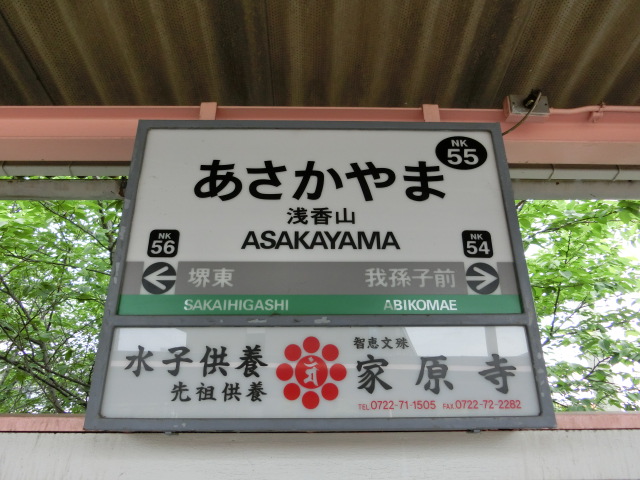 NK
55
あさかやま
浅香山
ASAKAYAMA
NK
56
NK
54
堺東
我孫子前
SAKAIHIGASHI
ABIKOMAE
水子供養
先祖供養
智恵文殊
家原寺
TEL.0722-71-1505 FAX.0722-72-2282